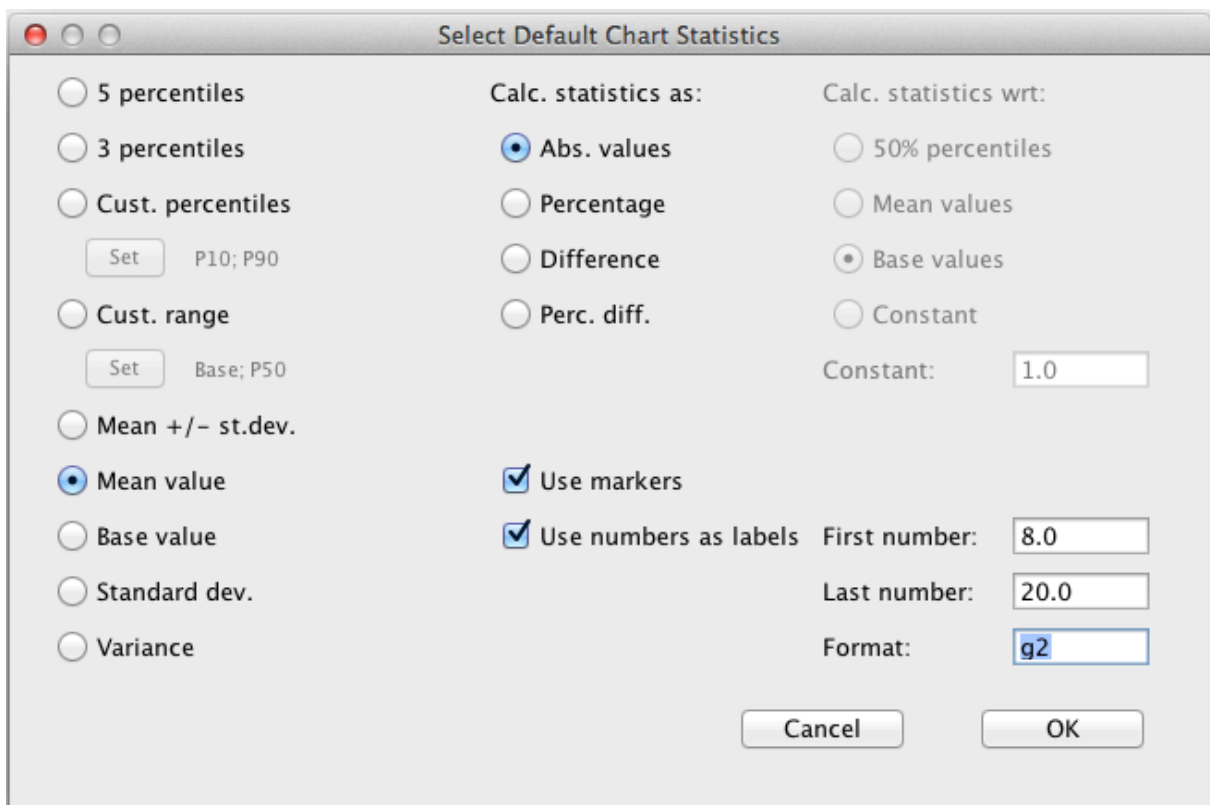 Select Default Chart Statistics
5 percentiles Calc. statistics as: Calc. statistics wrt:
3 percentiles Abs. values 50% percentiles
Cust. percentiles Percentage Mean values
Set P10; P90 Difference Base values
Cust. range Perc. diff. Constant
Set Base; P50 Constant: 1.0
Mean +/- st.dev.
Mean value Use markers
Base value Use numbers as labels First number: 8.0
Standard dev. Last number: 20.0
Variance Format: g2
Cancel OK